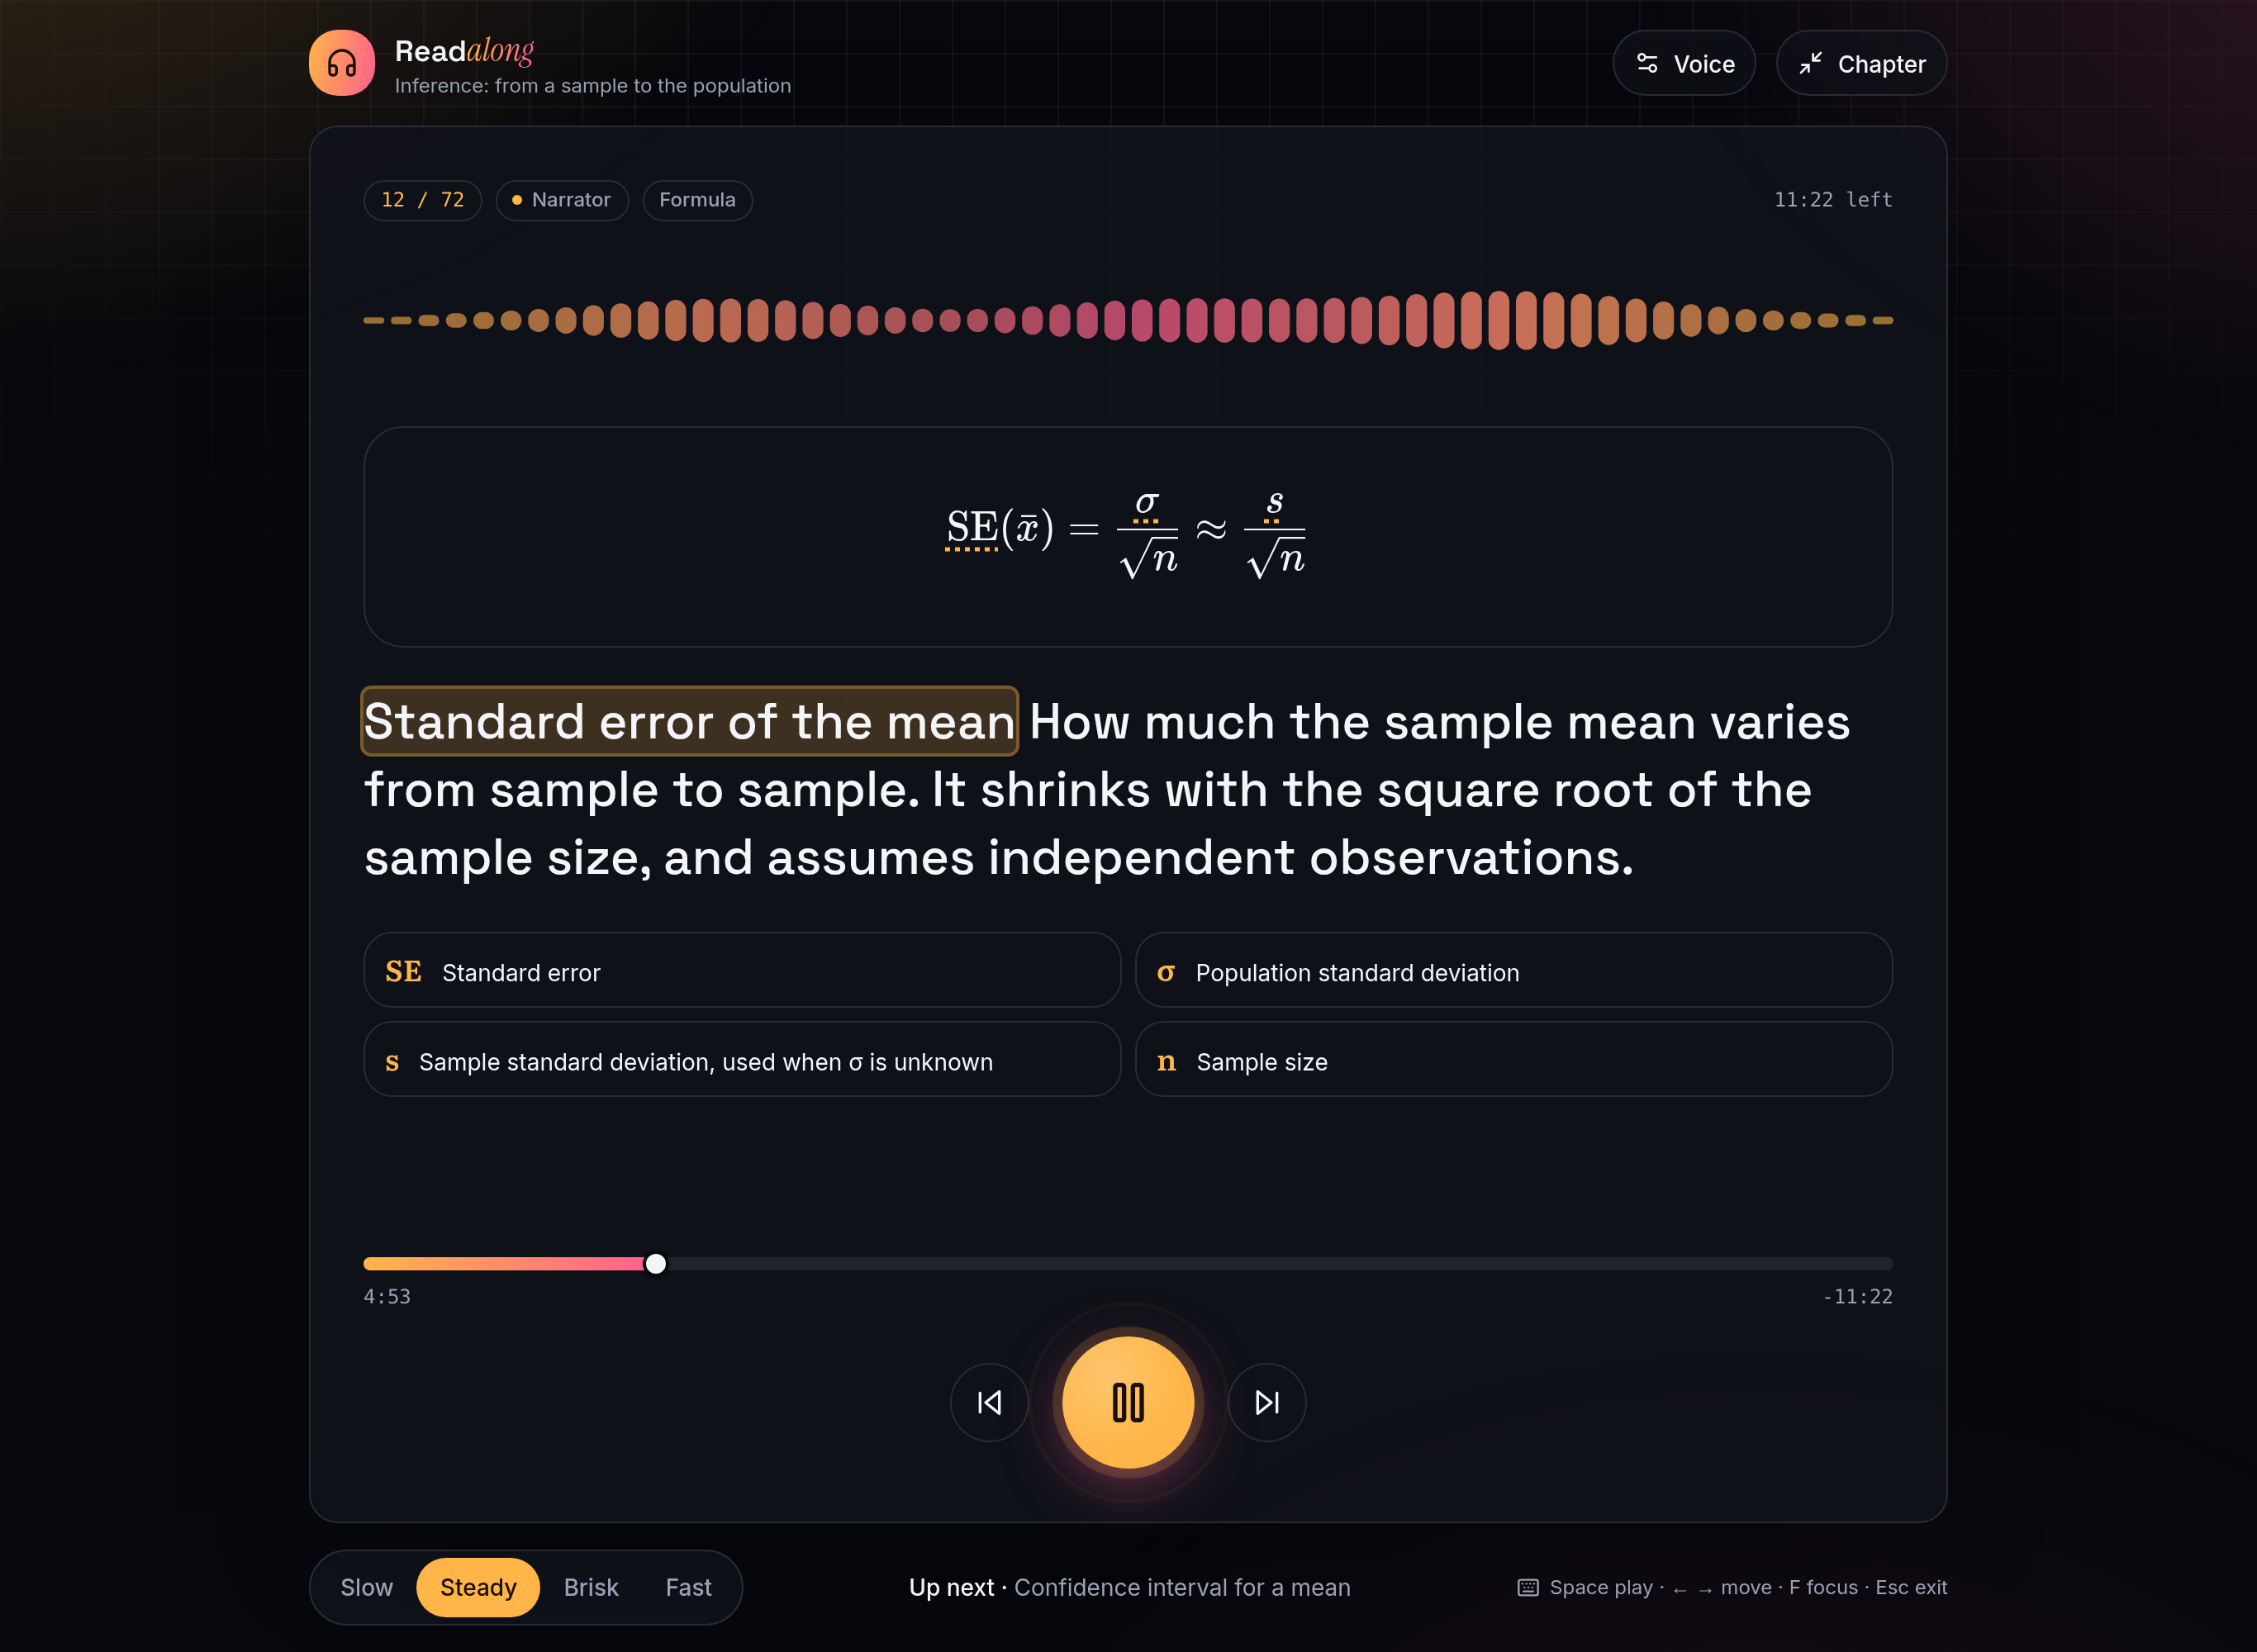 Readalong
Inference: from a sample to the population
Voice
Chapter
12 / 72
Narrator
Formula
11:22 left
SE(x̄) = σ/√n ≈ s/√n
Standard error of the mean How much the sample mean varies
from sample to sample. It shrinks with the square root of the
sample size, and assumes independent observations.
SE Standard error
σ Population standard deviation
s Sample standard deviation, used when σ is unknown
n Sample size
4:53
-11:22
Slow Steady Brisk Fast
Up next · Confidence interval for a mean
Space play · ← → move · F focus · Esc exit